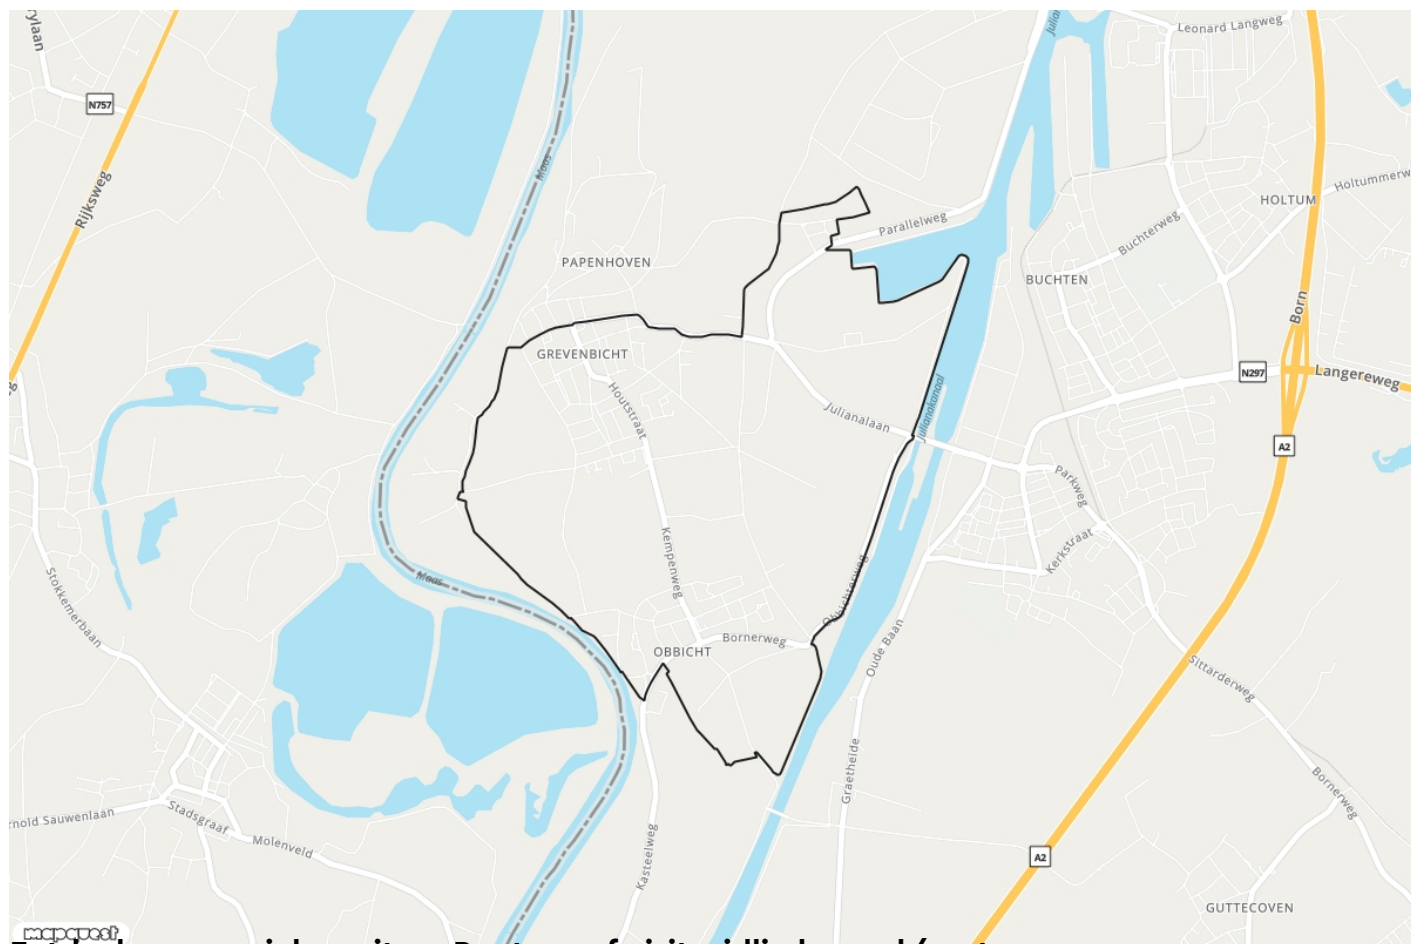 Leonard Langweg
N757
Maas
Rijksweg
Holtummerw
HOLTUM
Parallelweg
Buchterweg
PAPENHOVEN
BUCHTEN
Born
GREVENBICHT
N297
Langereweg
Houtstraat
Julianakanaal
Julianalaan
A2
Parkweg
Kerkstraat
Kempenweg
Maas
Stokkemerbaan
Obbichterweg
Bornerweg
OBBICHT
Oude Baan
Sittarderweg
Graetheide
Bornerweg
Stadsgraaf
rnold Sauwenlaan
Molenveld
Kasteelweg
A2
GUTTECOVEN
mapquest